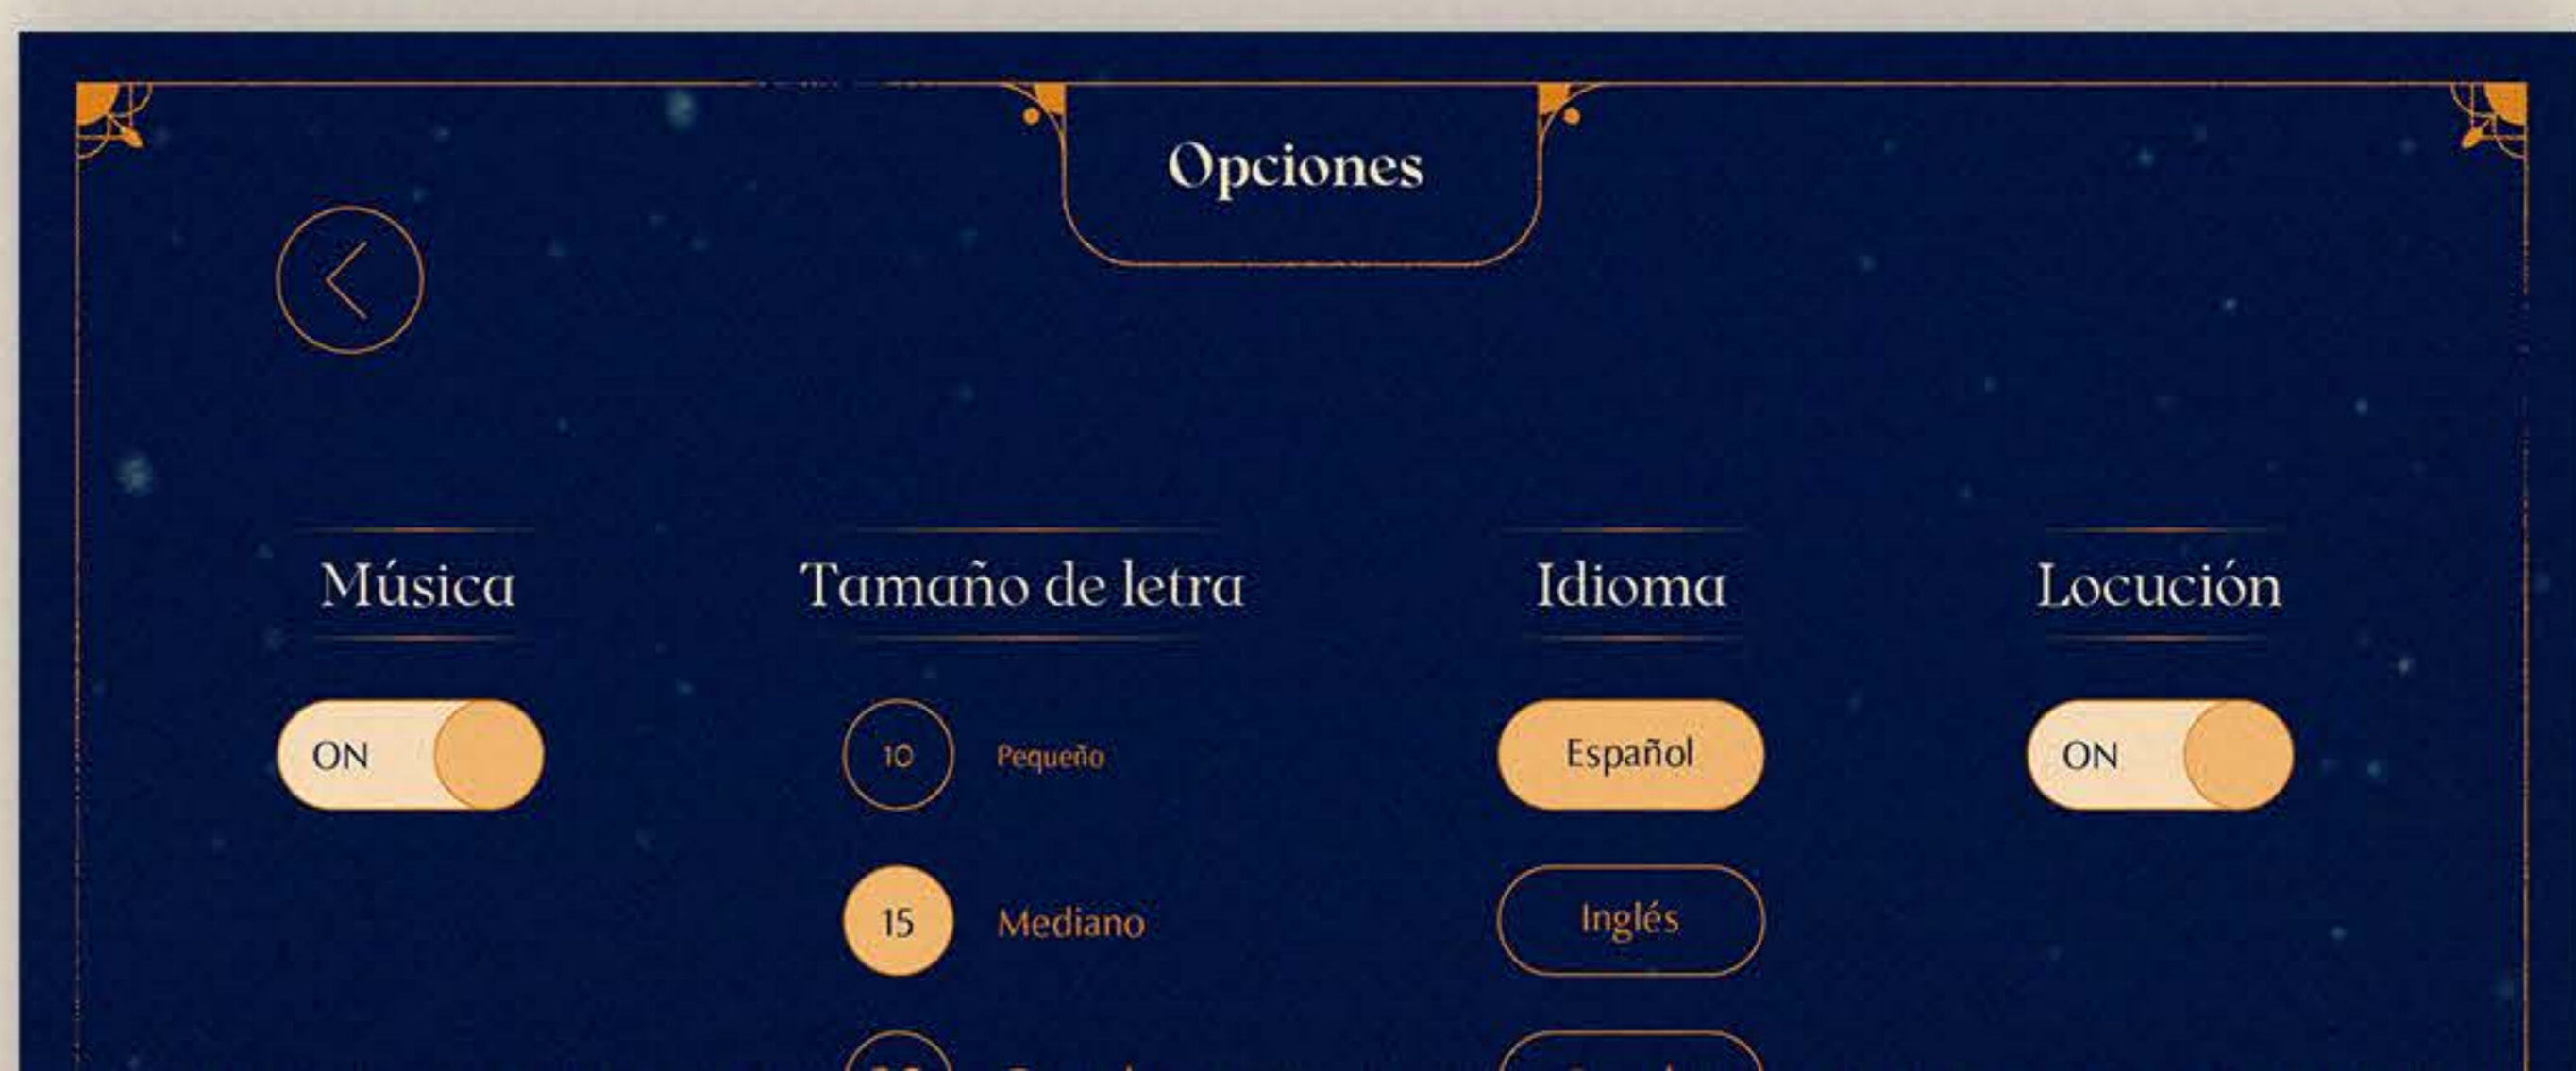 Opciones
Música
Tamaño de letra
Idioma
Locución
ON
10 Pequeño
Español
ON
15 Mediano
Inglés